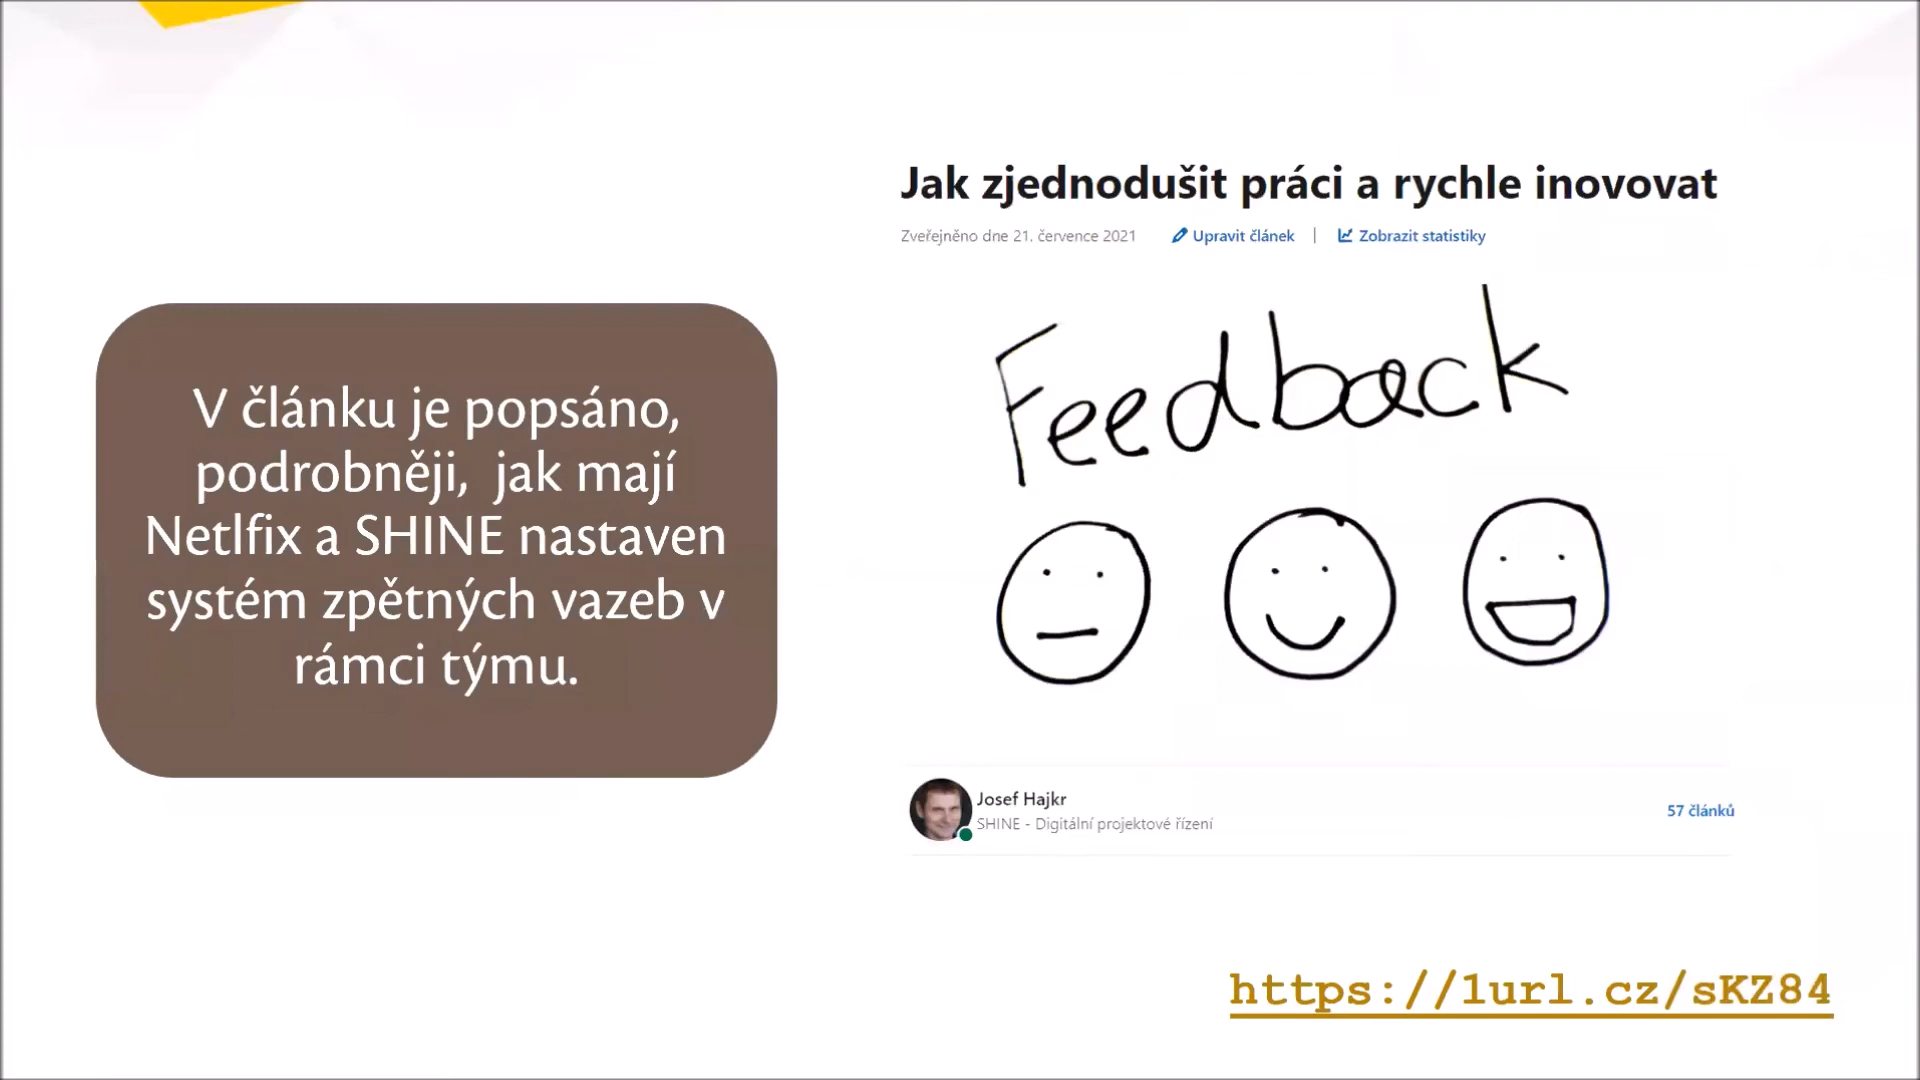 V článku je popsáno,
podrobněji, jak mají
Netlfix a SHINE nastaven
systém zpětných vazeb v
rámci týmu.
Jak zjednodušit práci a rychle inovovat
Zveřejněno dne 21. července 2021 Upravit článek | Zobrazit statistiky
Feedback
Josef Hajkr
SHINE - Digitální projektové řízení
57 článků
https://1url.cz/sKZ84